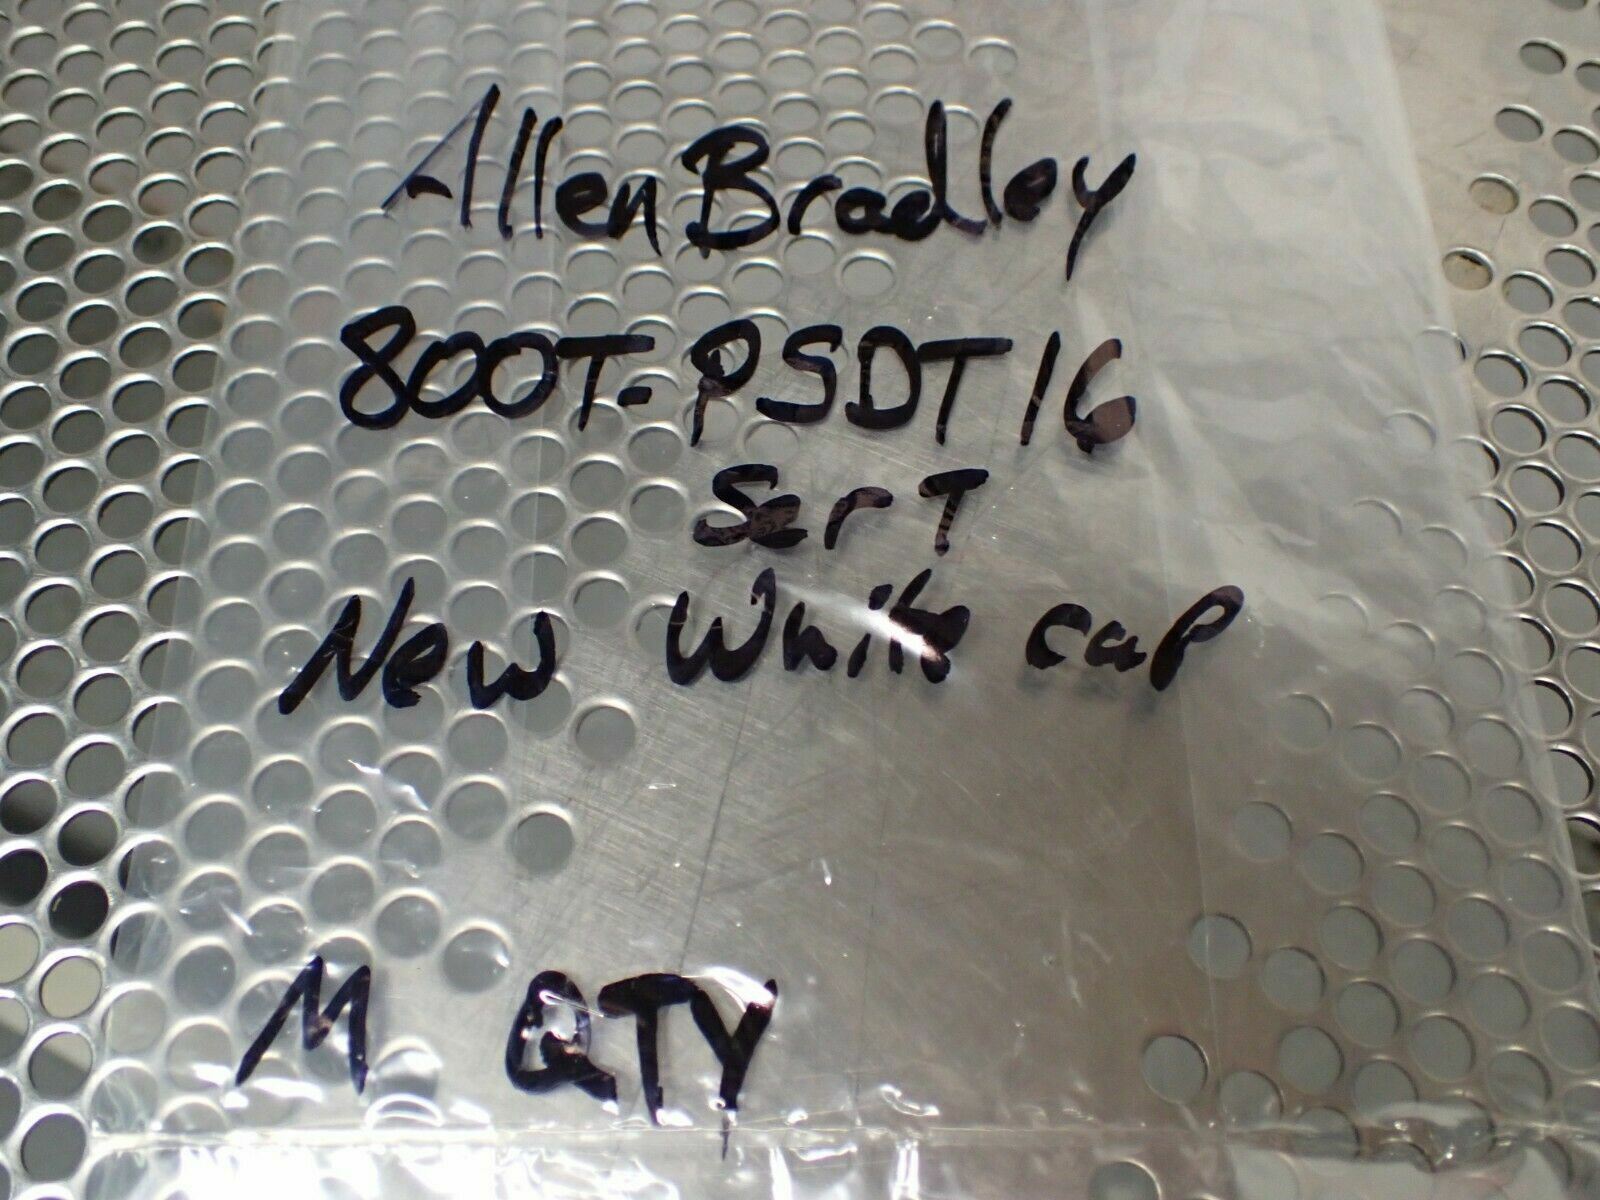 Allen Bradley
800T-PSDT16
Ser T
New White cap
M QTY